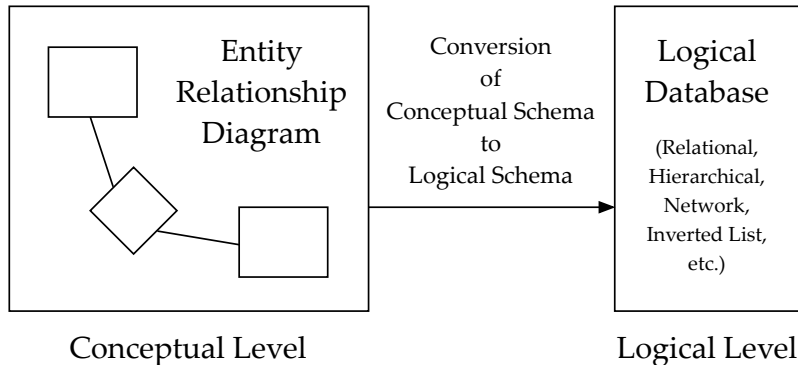 Entity
Relationship
Diagram
Conversion
of
Conceptual Schema
to
Logical Schema
Logical
Database
(Relational,
Hierarchical,
Network,
Inverted List,
etc.)
Conceptual Level
Logical Level